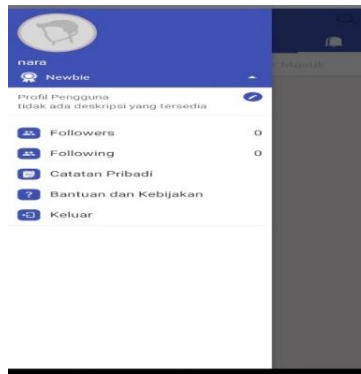 nara
Newbie
Profil Pengguna
tidak ada deskripsi yang tersedia
Followers 0
Following 0
Catatan Pribadi
Bantuan dan Kebijakan
Keluar
Masuk